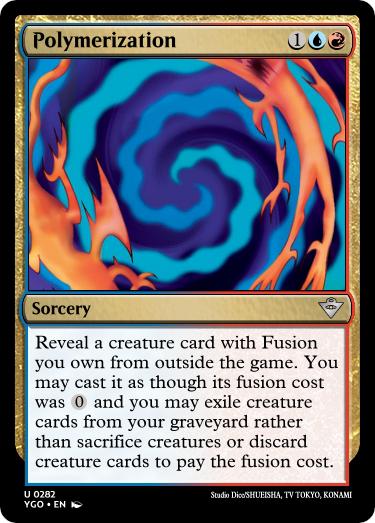 Polymerization 1
Sorcery
Reveal a creature card with Fusion
you own from outside the game. You
may cast it as though its fusion cost
was 0 and you may exile creature
cards from your graveyard rather
than sacrifice creatures or discard
creature cards to pay the fusion cost.
U 0282
YGO • EN
Studio Dice/SHUEISHA, TV TOKYO, KONAMI